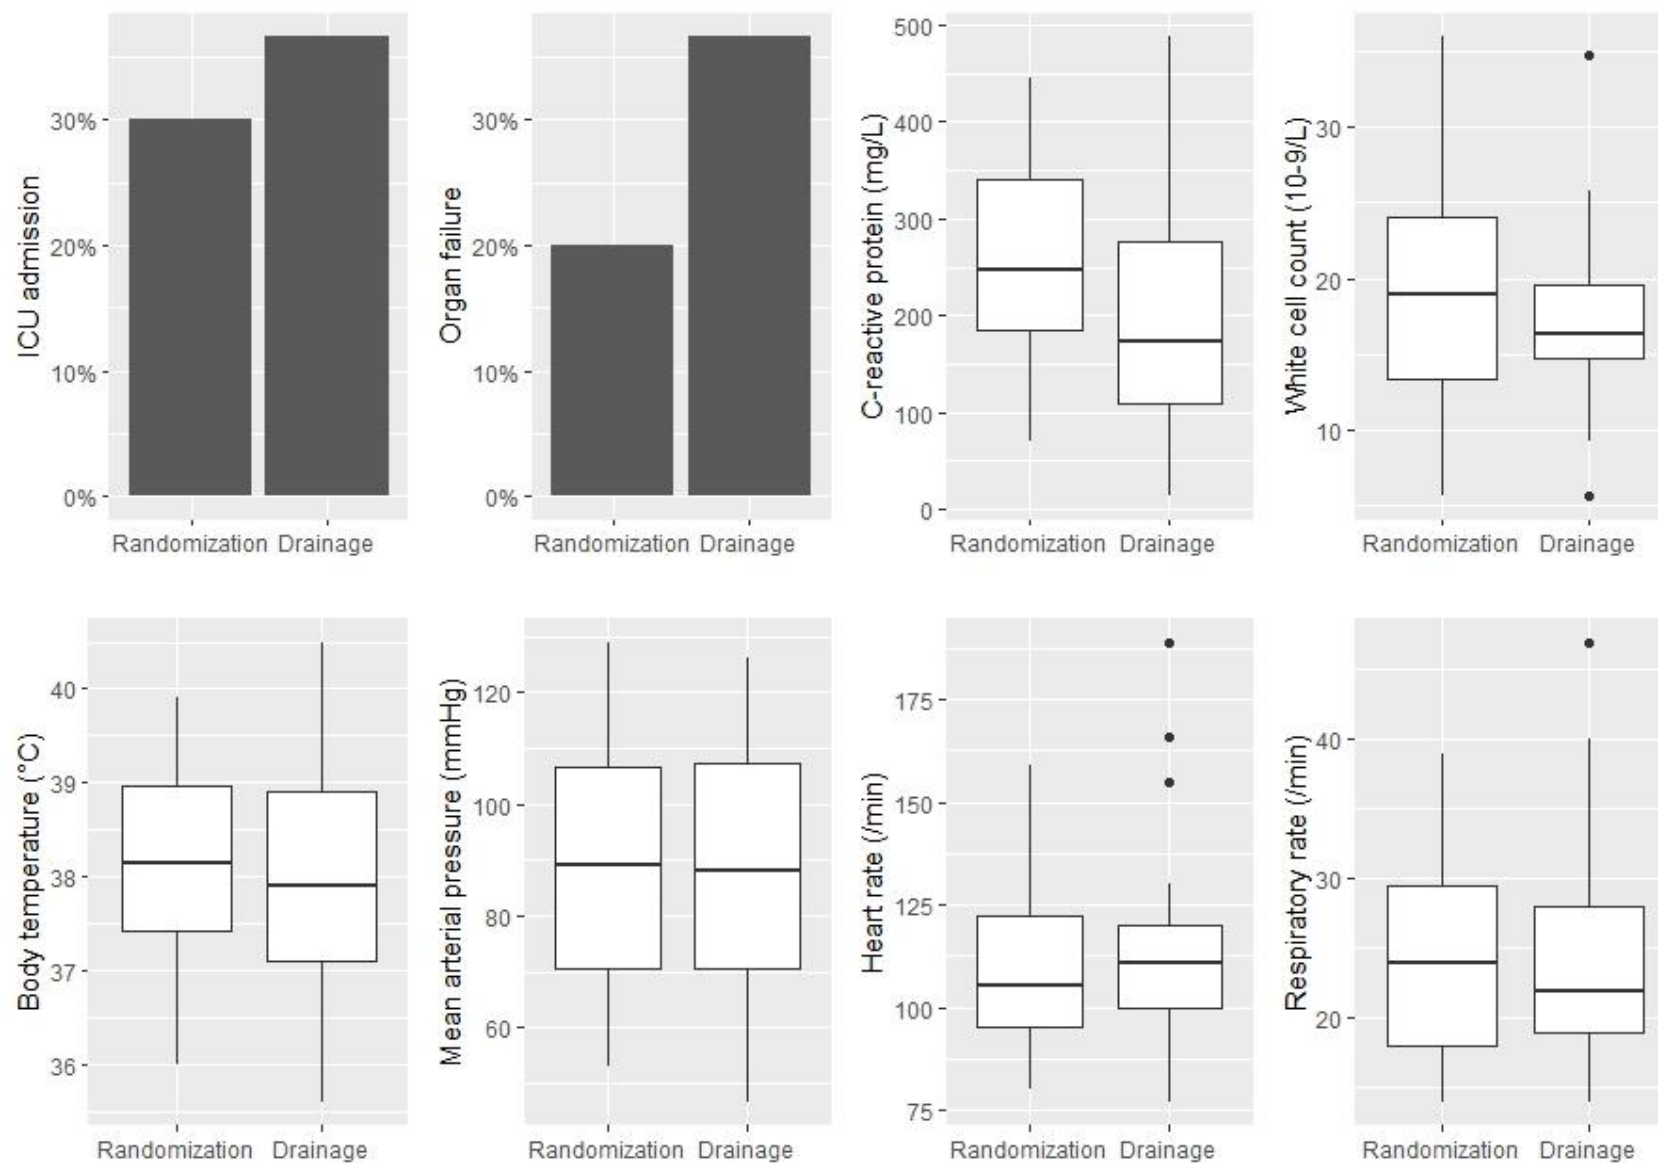 ICU admission
30%
20%
10%
0%
Randomization Drainage
Organ failure
30%
20%
10%
0%
Randomization Drainage
C-reactive protein (mg/L)
500
400
300
200
100
0
Randomization Drainage
White cell count (10-9/L)
30
20
10
Randomization Drainage
Body temperature (°C)
40
39
38
37
36
Randomization Drainage
Mean arterial pressure (mmHg)
120
100
80
60
Randomization Drainage
Heart rate (/min)
175
150
125
100
75
Randomization Drainage
Respiratory rate (/min)
40
30
20
Randomization Drainage